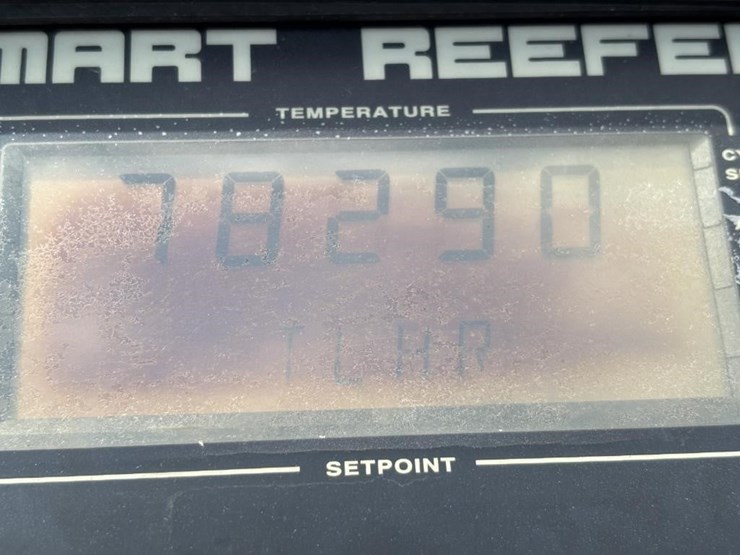 MART REEFE
TEMPERATURE
78290
TLHR
SETPOINT